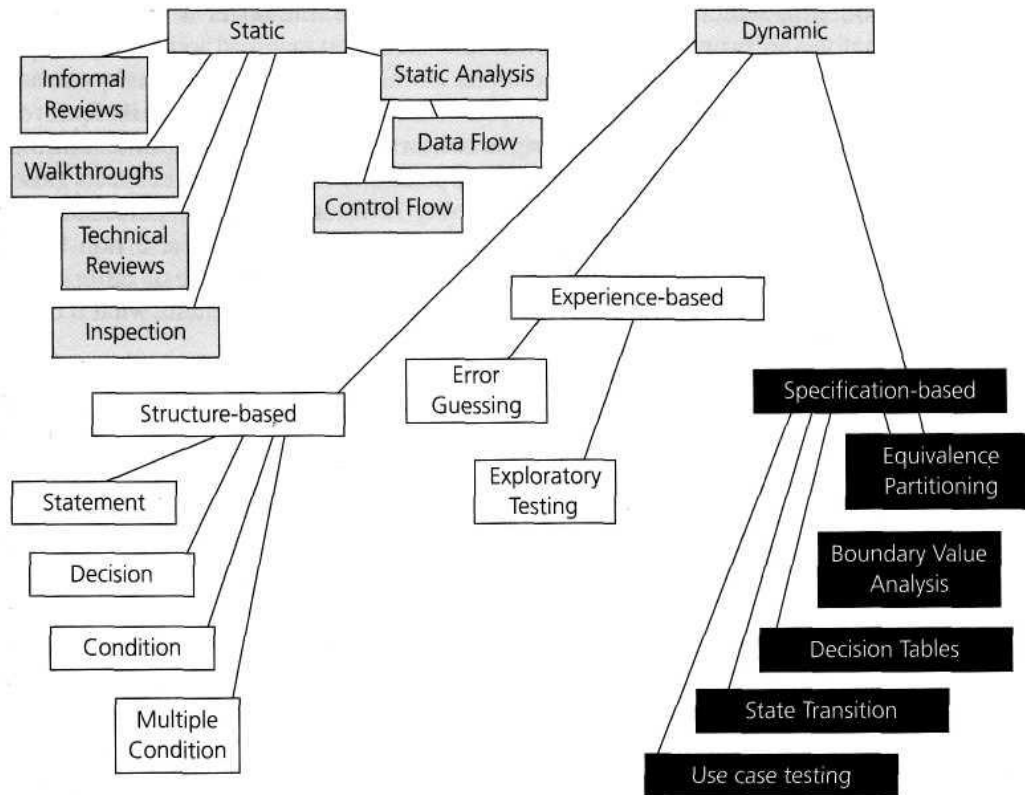 Static
Dynamic
Informal
Reviews
Static Analysis
Data Flow
Walkthroughs
Control Flow
Technical
Reviews
Inspection
Experience-based
Error
Guessing
Exploratory
Testing
Structure-based
Statement
Decision
Condition
Multiple
Condition
Specification-based
Equivalence
Partitioning
Boundary Value
Analysis
Decision Tables
State Transition
Use case testing